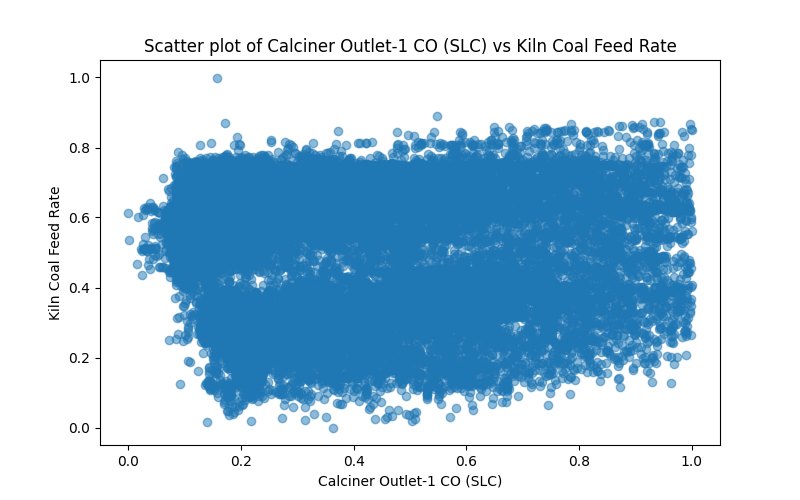 Scatter plot of Calciner Outlet-1 CO (SLC) vs Kiln Coal Feed Rate
1.0
0.8
0.6
0.4
0.2
0.0
Kiln Coal Feed Rate
0.0 0.2 0.4 0.6 0.8 1.0
Calciner Outlet-1 CO (SLC)